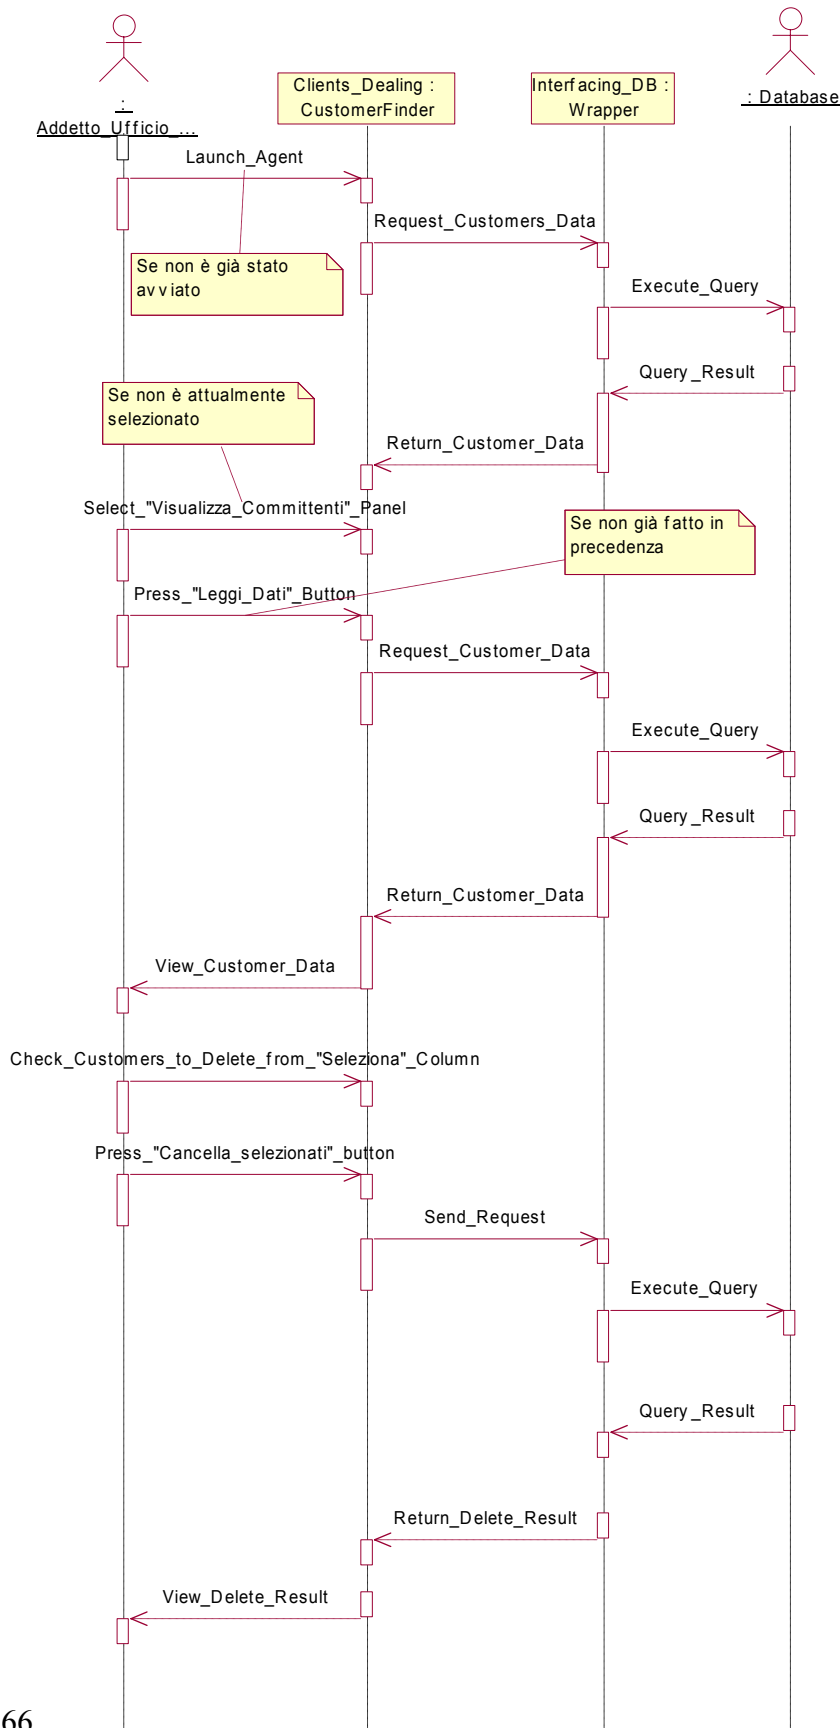 :
Addetto_Ufficio_...
Clients_Dealing :
CustomerFinder
Interfacing_DB :
Wrapper
: Database
Launch_Agent
Request_Customers_Data
Se non è già stato
avviato
Execute_Query
Query_Result
Se non è attualmente
selezionato
Return_Customer_Data
Select_"Visualizza_Committenti"_Panel
Se non già fatto in
precedenza
Press_"Leggi_Dati"_Button
Request_Customer_Data
Execute_Query
Query_Result
Return_Customer_Data
View_Customer_Data
Check_Customers_to_Delete_from_"Seleziona"_Column
Press_"Cancella_selezionati"_button
Send_Request
Execute_Query
Query_Result
Return_Delete_Result
View_Delete_Result
66